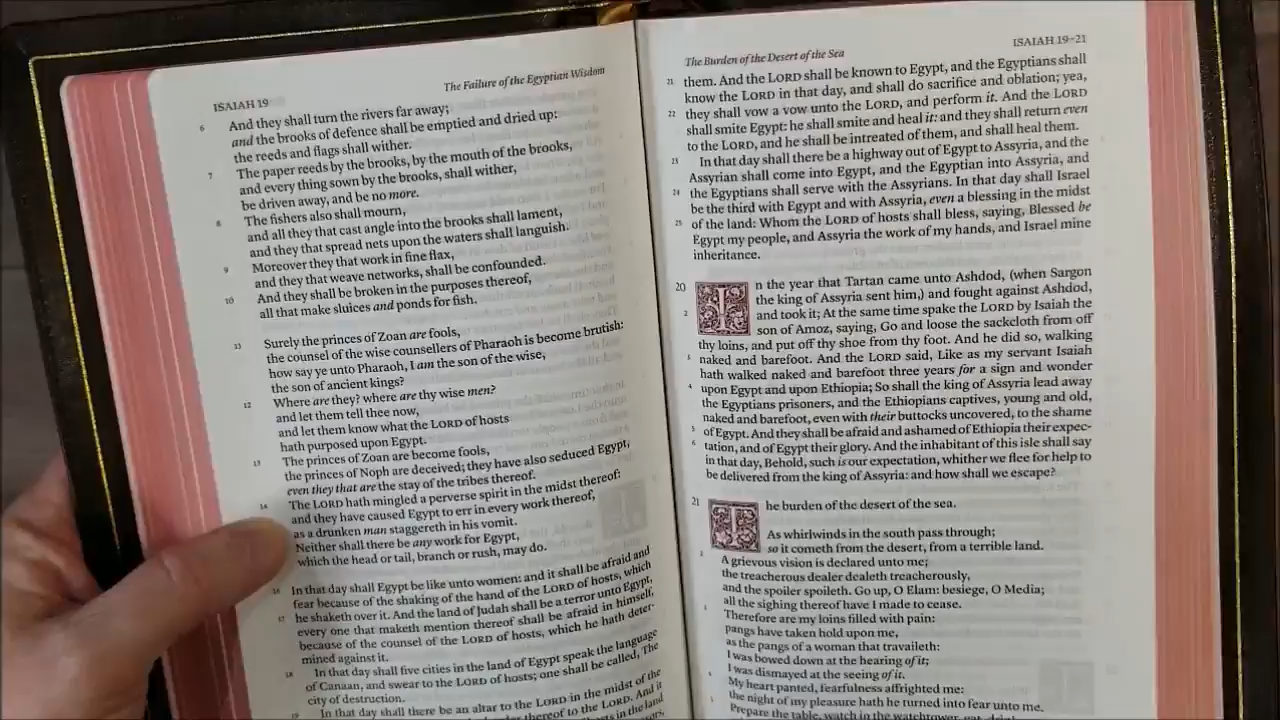 ISAIAH 19
The Failure of the Egyptian Wisdom
6 And they shall turn the rivers far away;
and the brooks of defence shall be emptied and dried up:
the reeds and flags shall wither.
7 The paper reeds by the brooks, by the mouth of the brooks,
and every thing sown by the brooks, shall wither,
be driven away, and be no more.
8 The fishers also shall mourn,
and all they that cast angle into the brooks shall lament,
and they that spread nets upon the waters shall languish.
9 Moreover they that work in fine flax,
and they that weave networks, shall be confounded.
10 And they shall be broken in the purposes thereof,
all that make sluices and ponds for fish.
11 Surely the princes of Zoan are fools,
the counsel of the wise counsellers of Pharaoh is become brutish:
how say ye unto Pharaoh, I am the son of the wise,
the son of ancient kings?
12 Where are they? where are thy wise men?
and let them tell thee now,
and let them know what the LORD of hosts
hath purposed upon Egypt.
13 The princes of Zoan are become fools,
the princes of Noph are deceived; they have also seduced Egypt,
even they that are the stay of the tribes thereof.
14 The LORD hath mingled a perverse spirit in the midst thereof:
and they have caused Egypt to err in every work thereof,
as a drunken man staggereth in his vomit.
Neither shall there be any work for Egypt,
which the head or tail, branch or rush, may do.
16 In that day shall Egypt be like unto women: and it shall be afraid and
fear because of the shaking of the hand of the LORD of hosts, which
17 he shaketh over it. And the land of Judah shall be a terror unto Egypt,
every one that maketh mention thereof shall be afraid in himself,
because of the counsel of the LORD of hosts, which he hath deter-
mined against it.
18 In that day shall five cities in the land of Egypt speak the language
of Canaan, and swear to the LORD of hosts; one shall be called, The
city of destruction.
19 In that day shall there be an altar to the LORD in the midst of the
thereof to the LORD. And it
in the land
The Burden of the Desert of the Sea
ISAIAH 19–21
21 them. And the LORD shall be known to Egypt, and the Egyptians shall
know the LORD in that day, and shall do sacrifice and oblation; yea,
22 they shall vow a vow unto the LORD, and perform it. And the LORD
shall smite Egypt: he shall smite and heal it: and they shall return even
to the LORD, and he shall be intreated of them, and shall heal them.
23 In that day shall there be a highway out of Egypt to Assyria, and the
Assyrian shall come into Egypt, and the Egyptian into Assyria, and
24 the Egyptians shall serve with the Assyrians. In that day shall Israel
be the third with Egypt and with Assyria, even a blessing in the midst
25 of the land: Whom the LORD of hosts shall bless, saying, Blessed be
Egypt my people, and Assyria the work of my hands, and Israel mine
inheritance.
20 In the year that Tartan came unto Ashdod, (when Sargon
the king of Assyria sent him,) and fought against Ashdod,
2 and took it; At the same time spake the LORD by Isaiah the
son of Amoz, saying, Go and loose the sackcloth from off
thy loins, and put off thy shoe from thy foot. And he did so, walking
3 naked and barefoot. And the LORD said, Like as my servant Isaiah
hath walked naked and barefoot three years for a sign and wonder
4 upon Egypt and upon Ethiopia; So shall the king of Assyria lead away
the Egyptians prisoners, and the Ethiopians captives, young and old,
naked and barefoot, even with their buttocks uncovered, to the shame
5 of Egypt. And they shall be afraid and ashamed of Ethiopia their expec-
6 tation, and of Egypt their glory. And the inhabitant of this isle shall say
in that day, Behold, such is our expectation, whither we flee for help to
be delivered from the king of Assyria: and how shall we escape?
21 The burden of the desert of the sea.
As whirlwinds in the south pass through;
so it cometh from the desert, from a terrible land.
2 A grievous vision is declared unto me;
the treacherous dealer dealeth treacherously,
and the spoiler spoileth. Go up, O Elam: besiege, O Media;
all the sighing thereof have I made to cease.
3 Therefore are my loins filled with pain:
pangs have taken hold upon me,
as the pangs of a woman that travaileth:
I was bowed down at the hearing of it;
I was dismayed at the seeing of it.
4 My heart panted, fearfulness affrighted me:
the night of my pleasure hath he turned into fear unto me.
5 Prepare the table, watch in the watchtower, eat, drink: